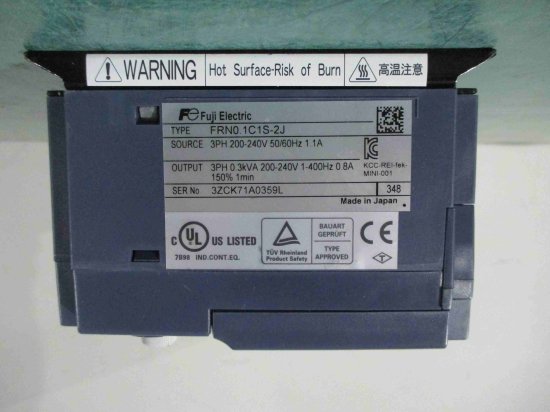 WARNING Hot Surface-Risk of Burn 高温注意
Fe Fuji Electric
TYPE FRN0.1C1S-2J
SOURCE 3PH 200-240V 50/60Hz 1.1A
OUTPUT 3PH 0.3kVA 200-240V 1-400Hz 0.8A
150% 1min
KCC-REI-fek-
MINI-001
SER No 3ZCK71A0359L 348
Made in Japan
C UL US LISTED
7B98 IND.CONT.EQ.
TÜV Rheinland
Product Safety
BAUART
GEPRÜFT
TYPE
APPROVED
T